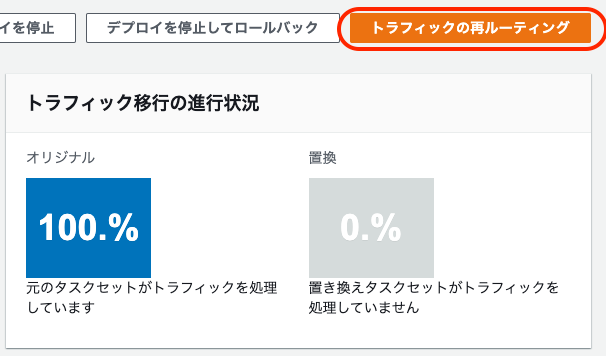 イを停止
デプロイを停止してロールバック
トラフィックの再ルーティング
トラフィック移行の進行状況
オリジナル
置換
100.%
0.%
元のタスクセットがトラフィックを処理
しています
置き換えタスクセットがトラフィックを
処理していません